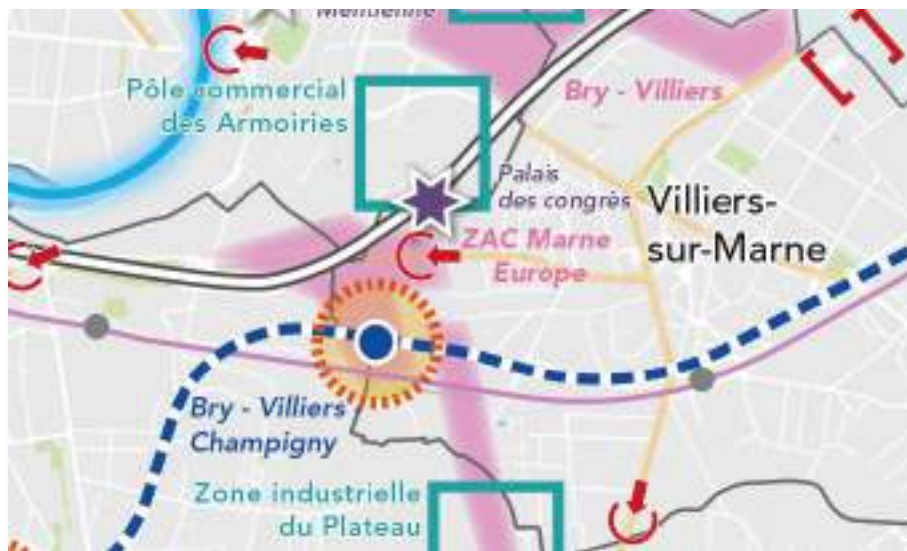 Mentienne
Pôle commercial
des Armoiries
Bry - Villiers
Palais
des congrès
Villiers-
sur-Marne
ZAC Marne
Europe
Bry - Villiers
Champigny
Zone industrielle
du Plateau